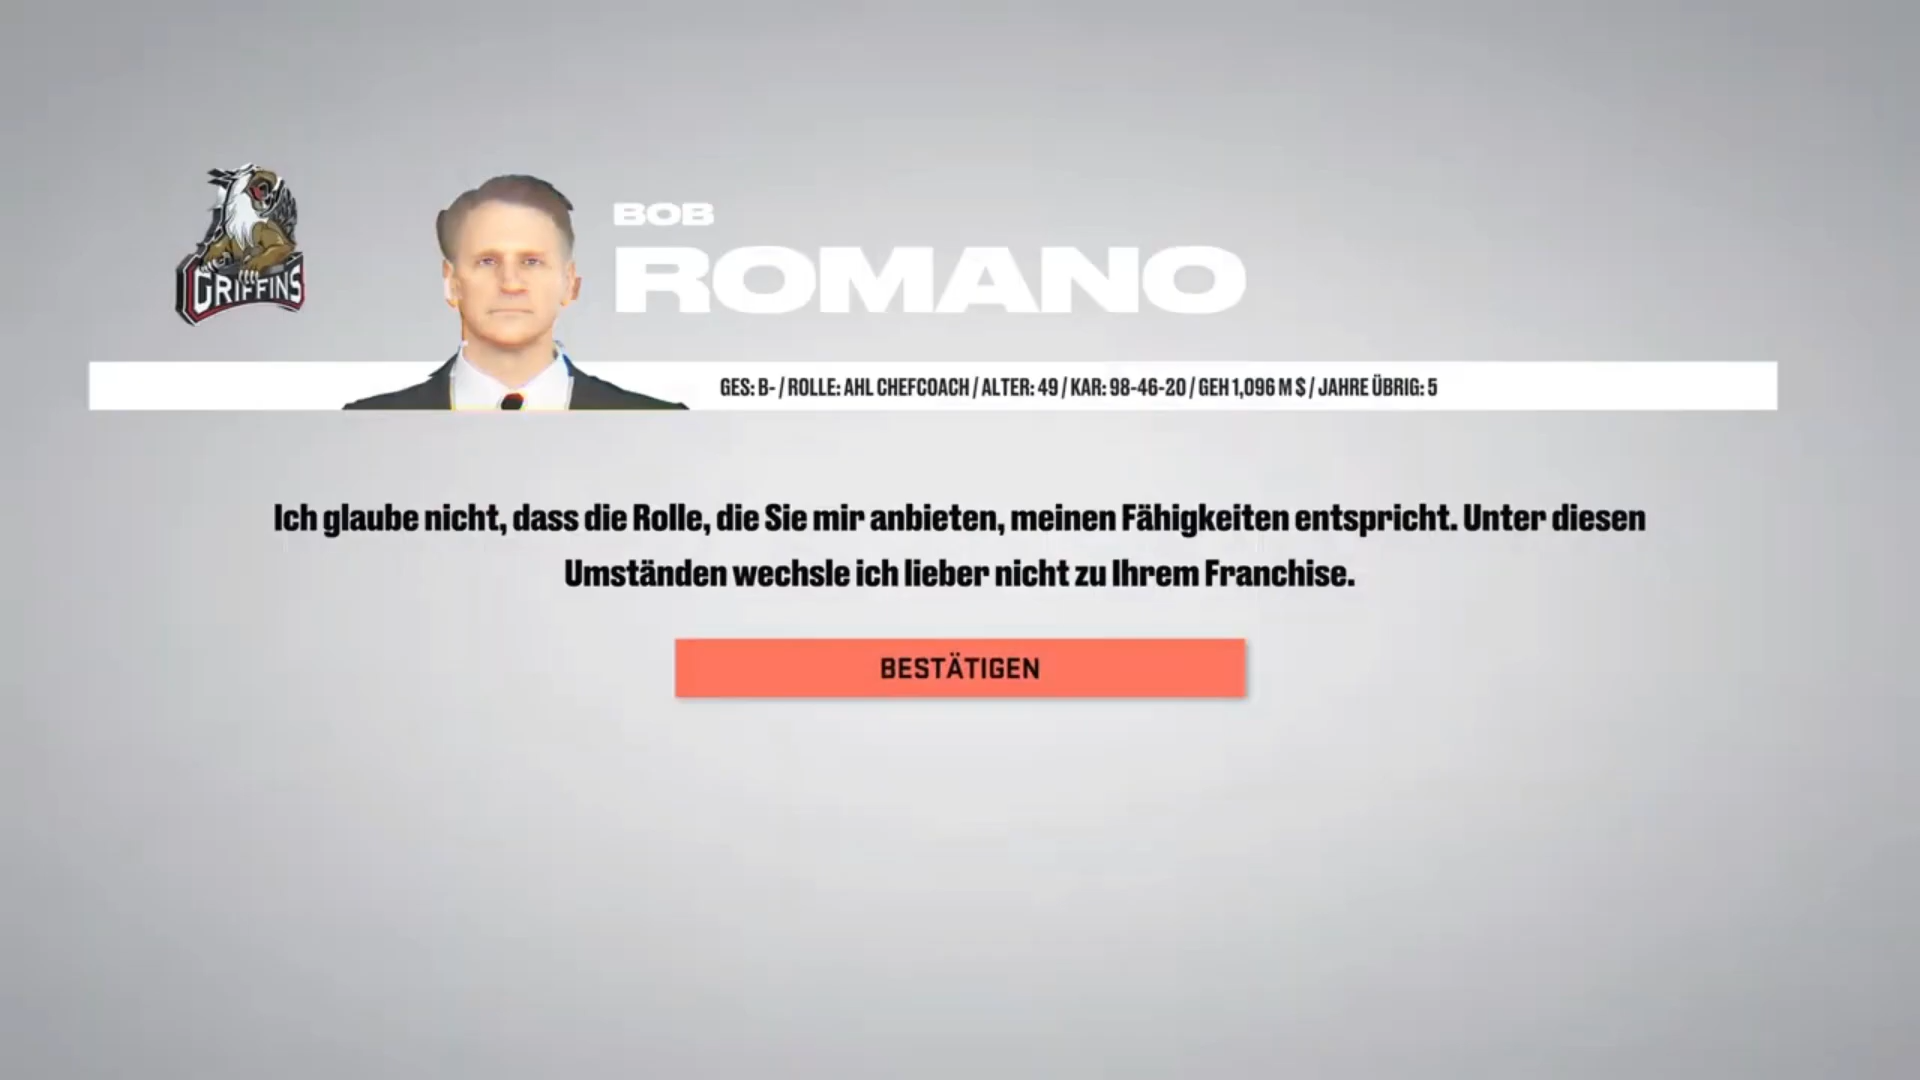 GRIFFINS
BOB
ROMANO
GES: B- / ROLLE: AHL CHEFCOACH / ALTER: 49 / KAR: 98-46-20 / GEH 1,096 M $ / JAHRE ÜBRIG: 5
Ich glaube nicht, dass die Rolle, die Sie mir anbieten, meinen Fähigkeiten entspricht. Unter diesen
Umständen wechsle ich lieber nicht zu Ihrem Franchise.
BESTÄTIGEN